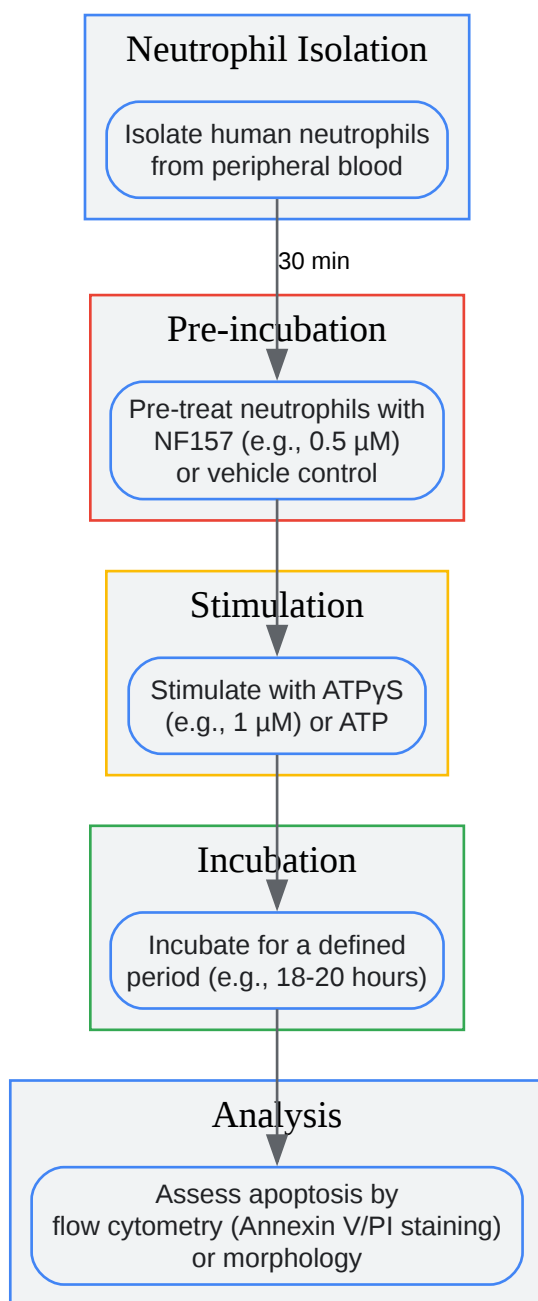 Neutrophil Isolation
Isolate human neutrophils
from peripheral blood
30 min
Pre-incubation
Pre-treat neutrophils with
NF157 (e.g., 0.5 µM)
or vehicle control
Stimulation
Stimulate with ATPγS
(e.g., 1 µM) or ATP
Incubation
Incubate for a defined
period (e.g., 18-20 hours)
Analysis
Assess apoptosis by
flow cytometry (Annexin V/PI staining)
or morphology